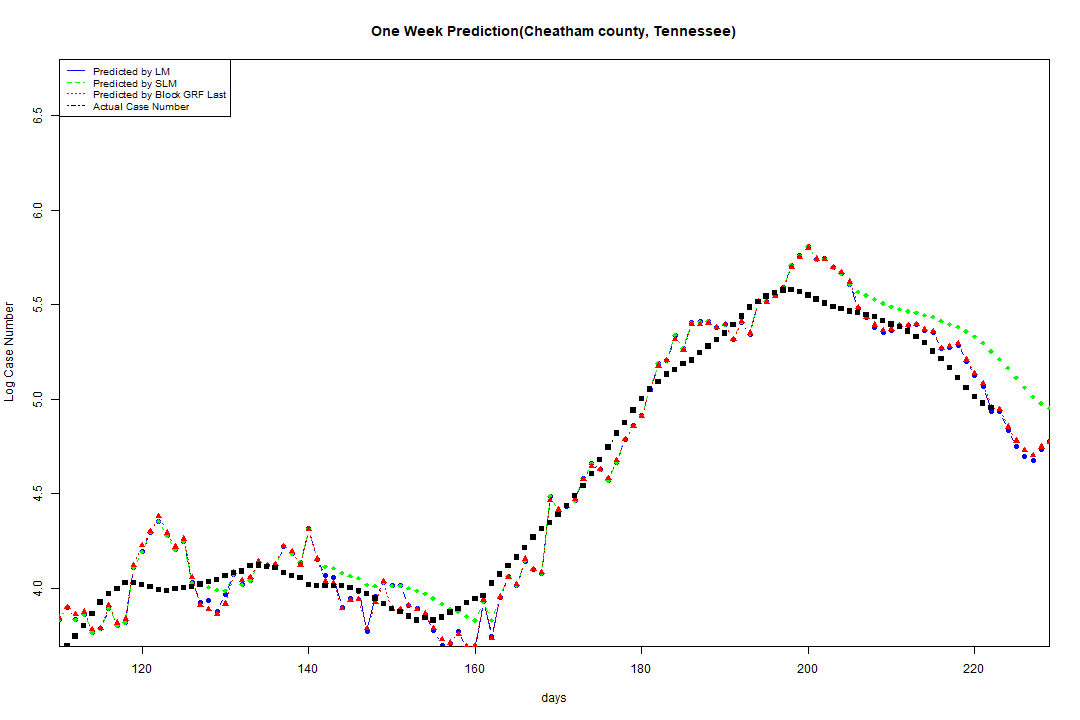 One Week Prediction(Cheatham county, Tennessee)
Predicted by LM
Predicted by SLM
Predicted by Block GRF Last
Actual Case Number
6.5
6.0
5.5
5.0
4.5
4.0
Log Case Number
120 140 160 180 200 220
days